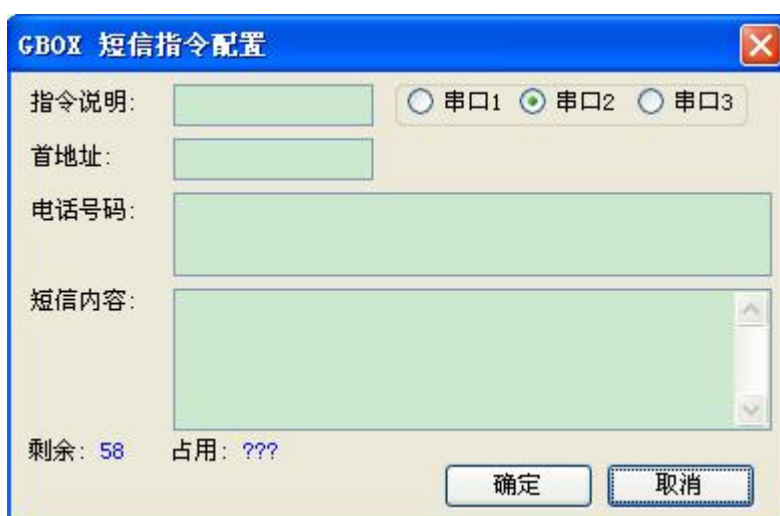 GBOX 短信指令配置
指令说明: 串口1 串口2 串口3
首地址:
电话号码:
短信内容:
剩余: 58 占用: ???
确定 取消